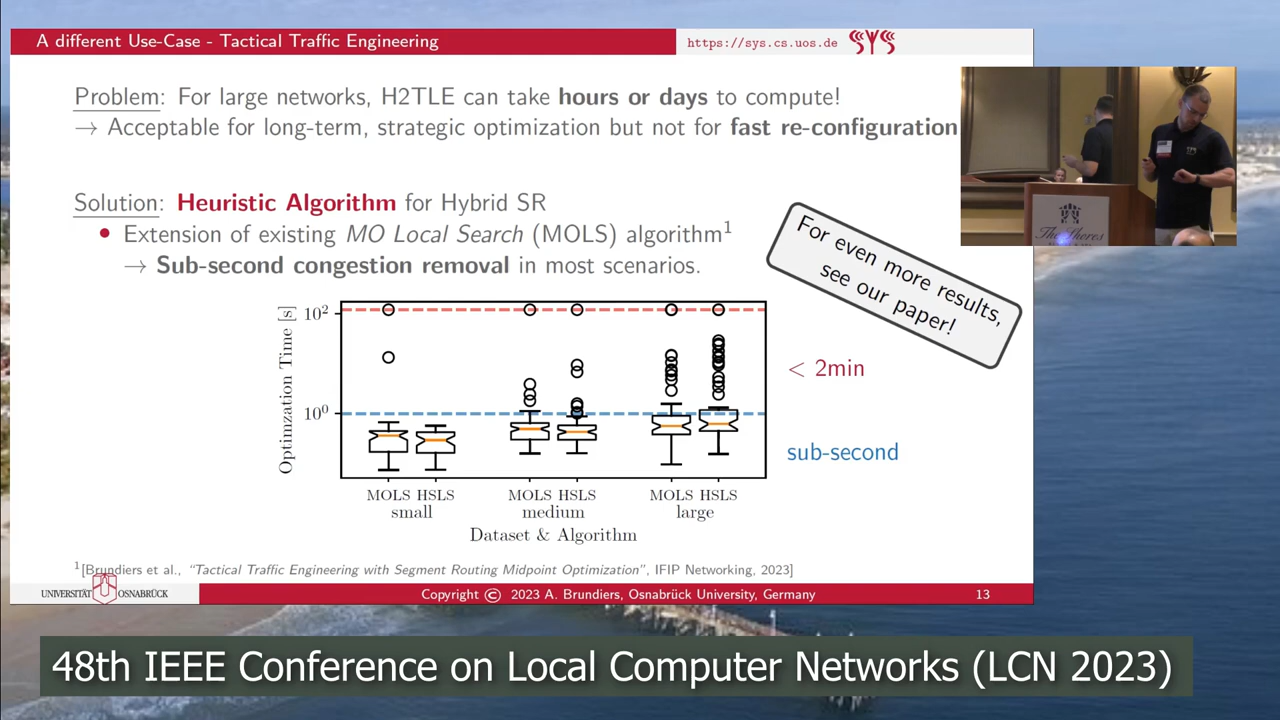 A different Use-Case - Tactical Traffic Engineering
https://sys.cs.uos.de SYS
Problem: For large networks, H2TLE can take hours or days to compute!
→ Acceptable for long-term, strategic optimization but not for fast re-configuration
Solution: Heuristic Algorithm for Hybrid SR
• Extension of existing MO Local Search (MOLS) algorithm1
→ Sub-second congestion removal in most scenarios.
For even more results,
see our paper!
Optimzation Time [s]
10²
10⁰
< 2min
sub-second
MOLS HSLS MOLS HSLS MOLS HSLS
small medium large
Dataset & Algorithm
1[Brundiers et al., “Tactical Traffic Engineering with Segment Routing Midpoint Optimization”, IFIP Networking, 2023]
UNIVERSITÄT OSNABRÜCK
Copyright © 2023 A. Brundiers, Osnabrück University, Germany
13
The Shores
48th IEEE Conference on Local Computer Networks (LCN 2023)